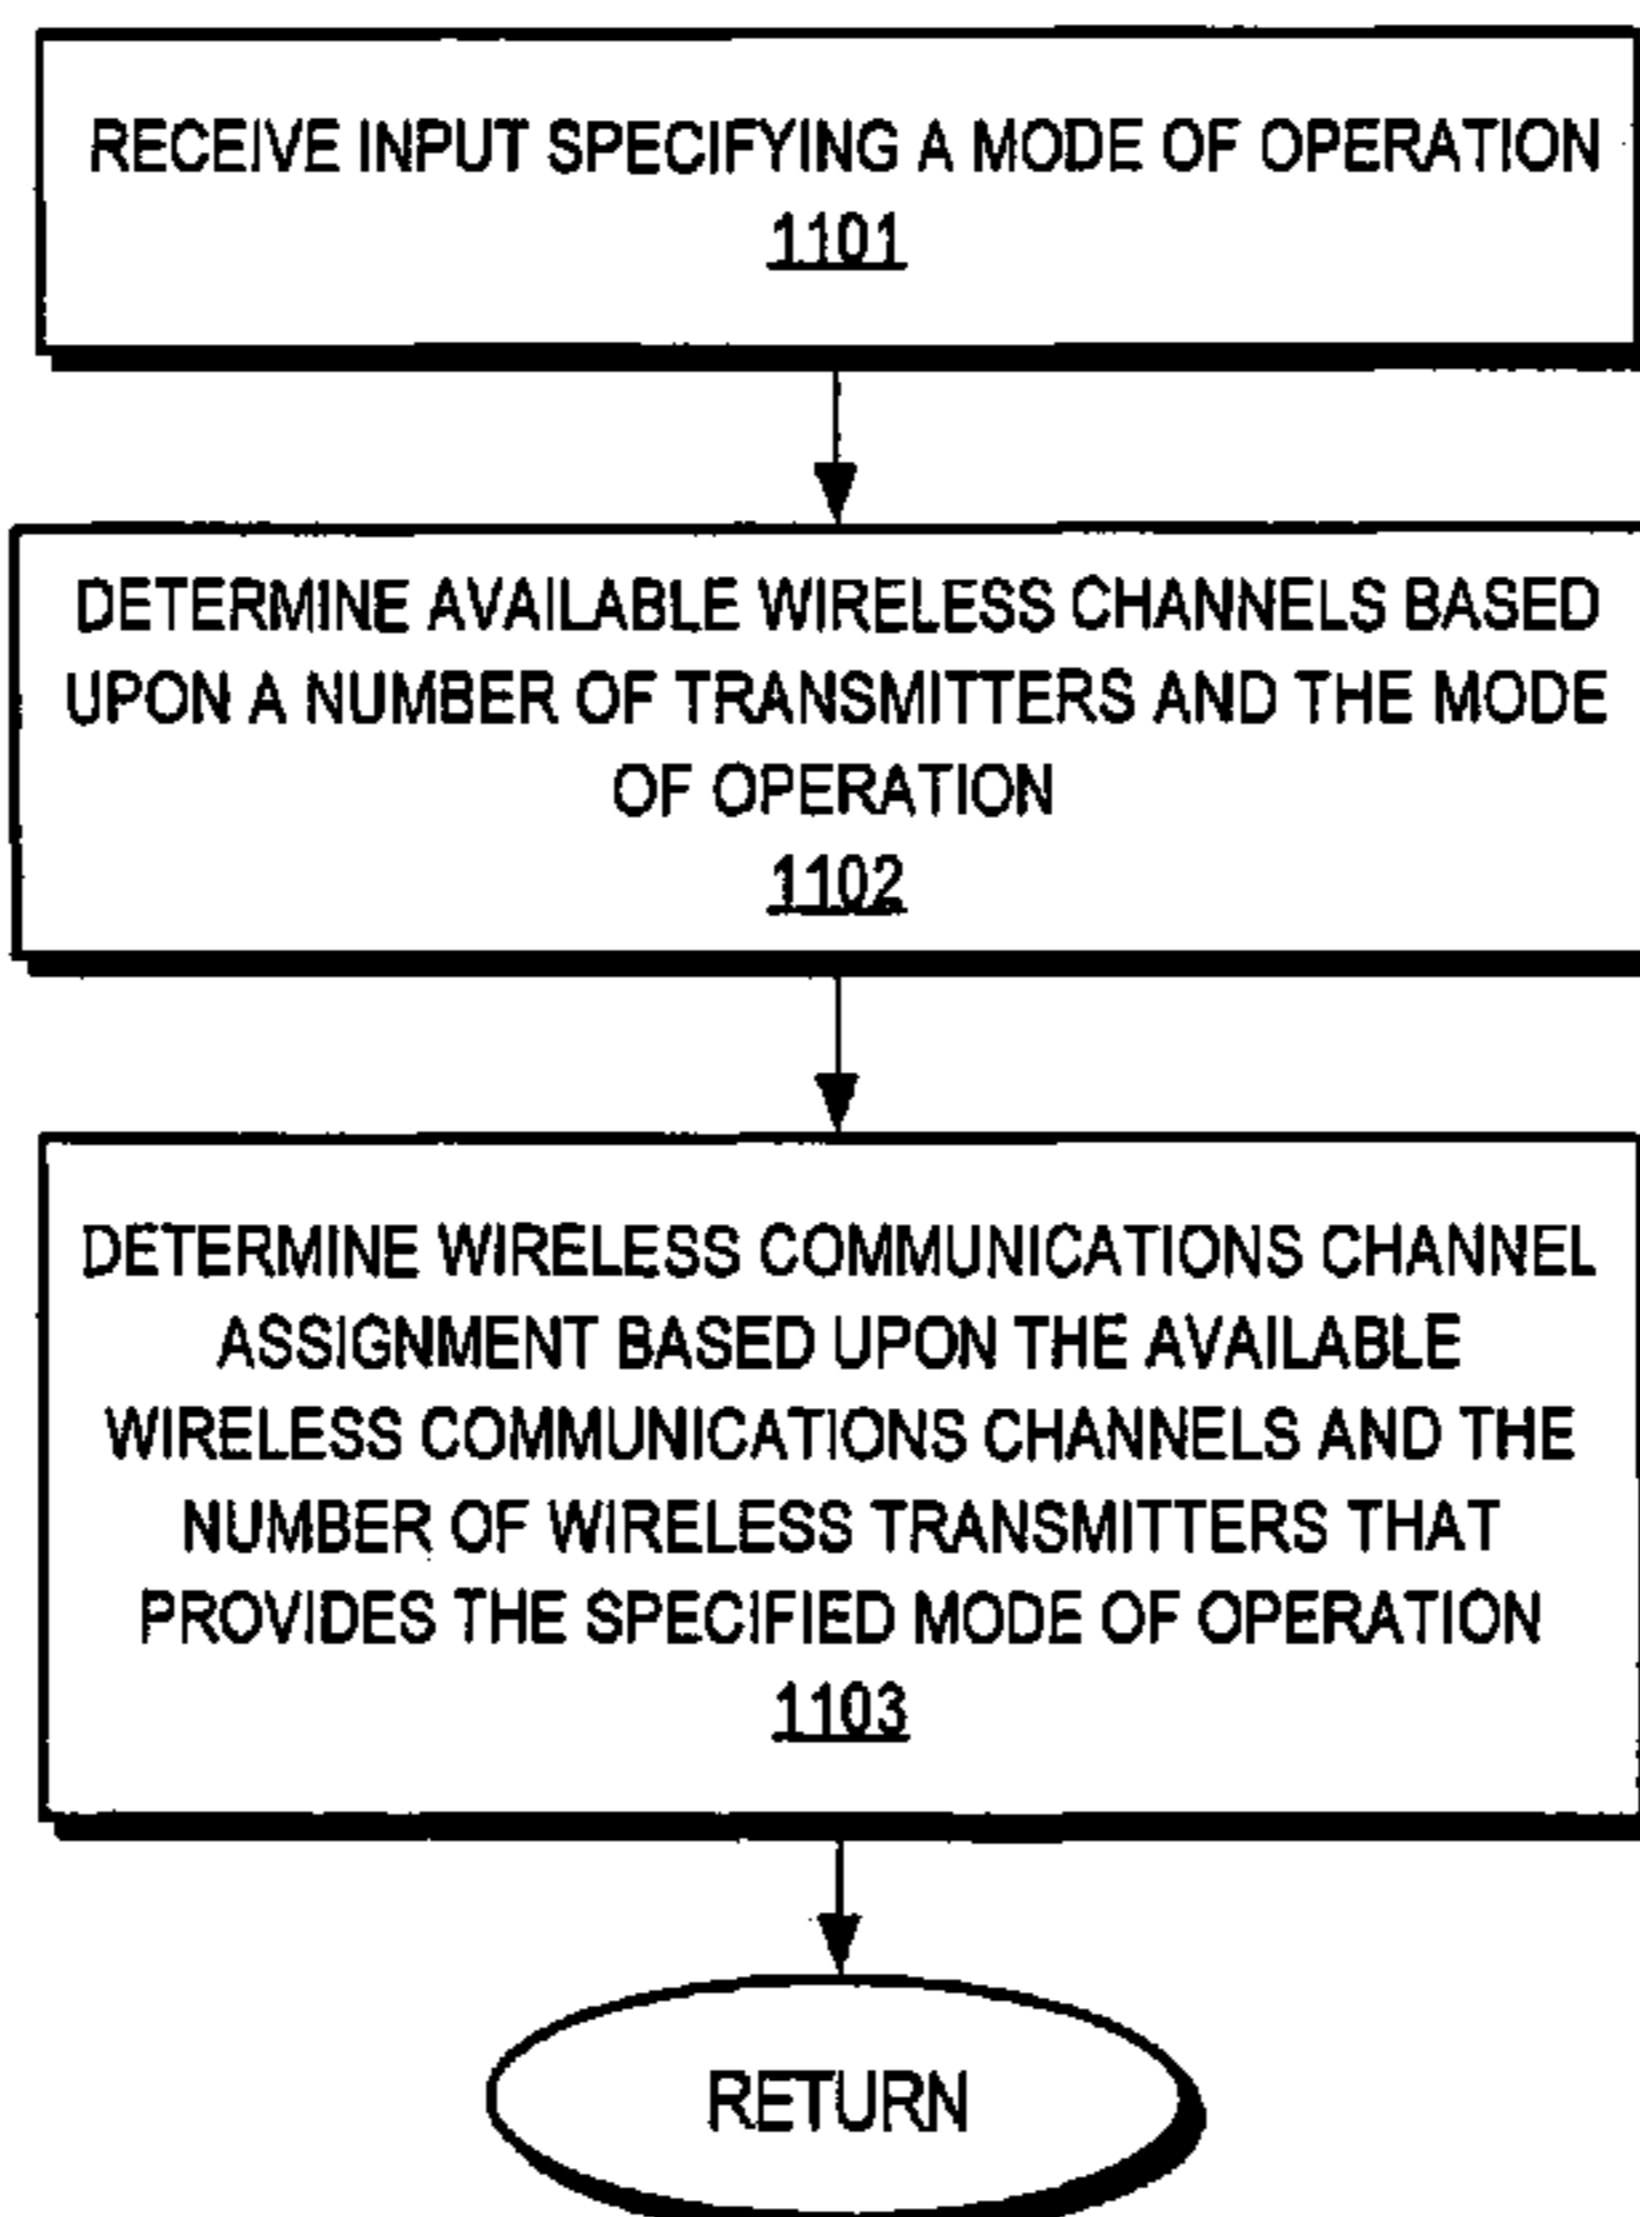 RECEIVE INPUT SPECIFYING A MODE OF OPERATION
1101
DETERMINE AVAILABLE WIRELESS CHANNELS BASED
UPON A NUMBER OF TRANSMITTERS AND THE MODE
OF OPERATION
1102
DETERMINE WIRELESS COMMUNICATIONS CHANNEL
ASSIGNMENT BASED UPON THE AVAILABLE
WIRELESS COMMUNICATIONS CHANNELS AND THE
NUMBER OF WIRELESS TRANSMITTERS THAT
PROVIDES THE SPECIFIED MODE OF OPERATION
1103
RETURN